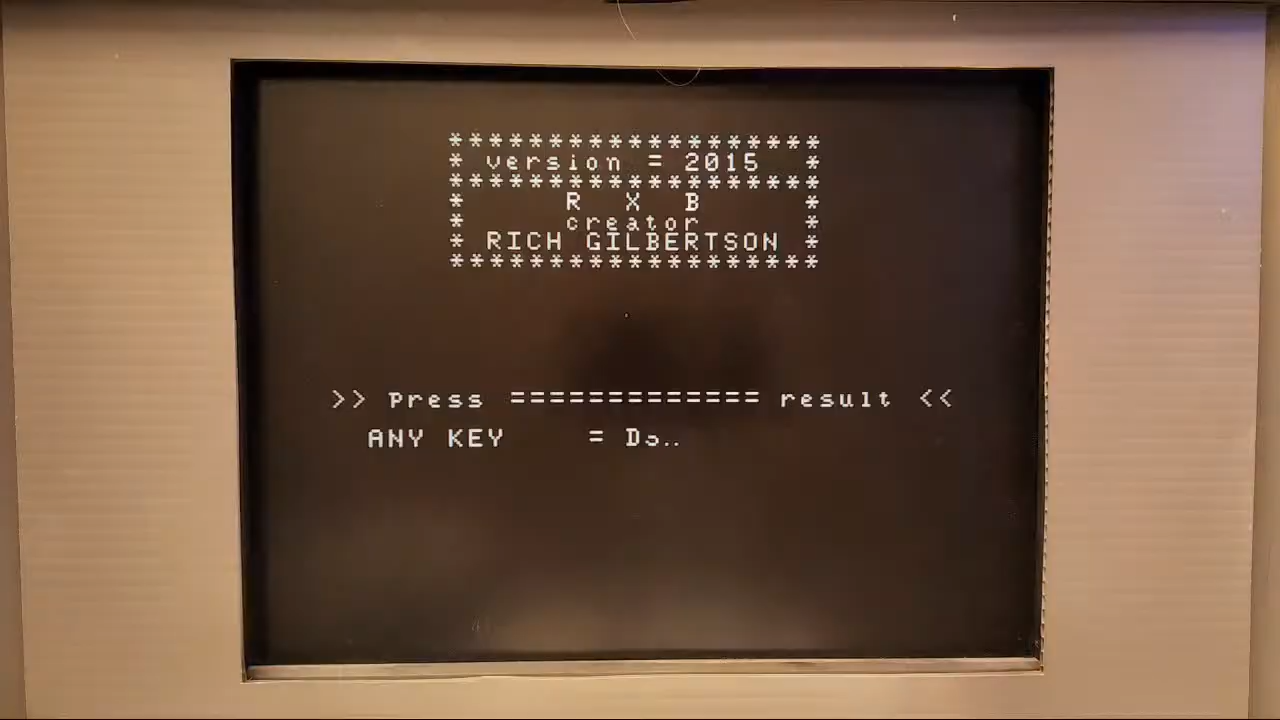 *******************
* version = 2015 *
*******************
* R X B *
* creator *
* RICH GILBERTSON *
*******************
>> Press ============= result <<
ANY KEY = Do..